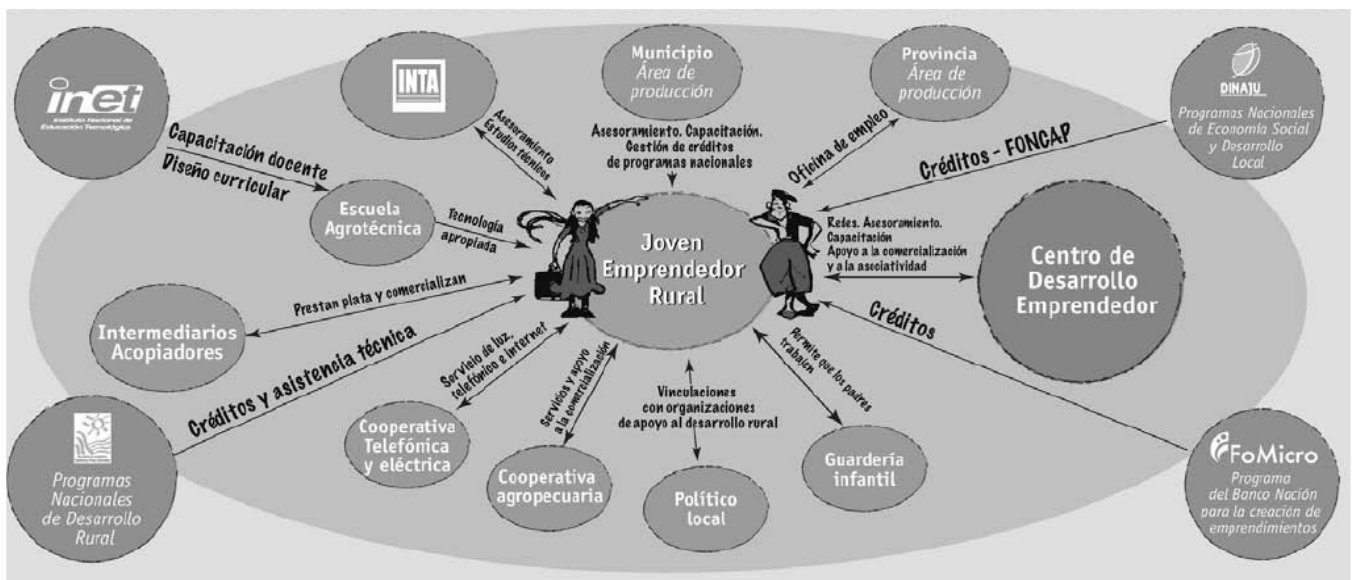 inet
Instituto Nacional de
Educación Tecnológica
INTA
Municipio
Área de
producción
Provincia
Área de
producción
DINAJU
Programas Nacionales
de Economía Social
y Desarrollo
Local
Capacitación docente
Diseño curricular
Asesoramiento
Estudios técnicos
Asesoramiento. Capacitación.
Gestión de créditos
de programas nacionales
Oficina de empleo
Créditos - FONCAP
Escuela
Agrotécnica
Tecnología
apropiada
Joven
Emprendedor
Rural
Redes. Asesoramiento.
Capacitación
Apoyo a la comercialización
y a la asociatividad
Centro de
Desarrollo
Emprendedor
Prestan plata y comercializan
Intermediarios
Acopiadores
Créditos y asistencia técnica
Servicio de luz,
telefónico e internet
Servicios y apoyo
a la comercialización
Vinculaciones
con organizaciones
de apoyo al desarrollo rural
Permite que los paires
trabajen
Créditos
Programas
Nacionales
de Desarrollo
Rural
Cooperativa
Telefónica
y eléctrica
Cooperativa
agropecuaria
Político
local
Guardería
infantil
FoMicro
Programa
del Banco Nación
para la creación de
emprendimientos